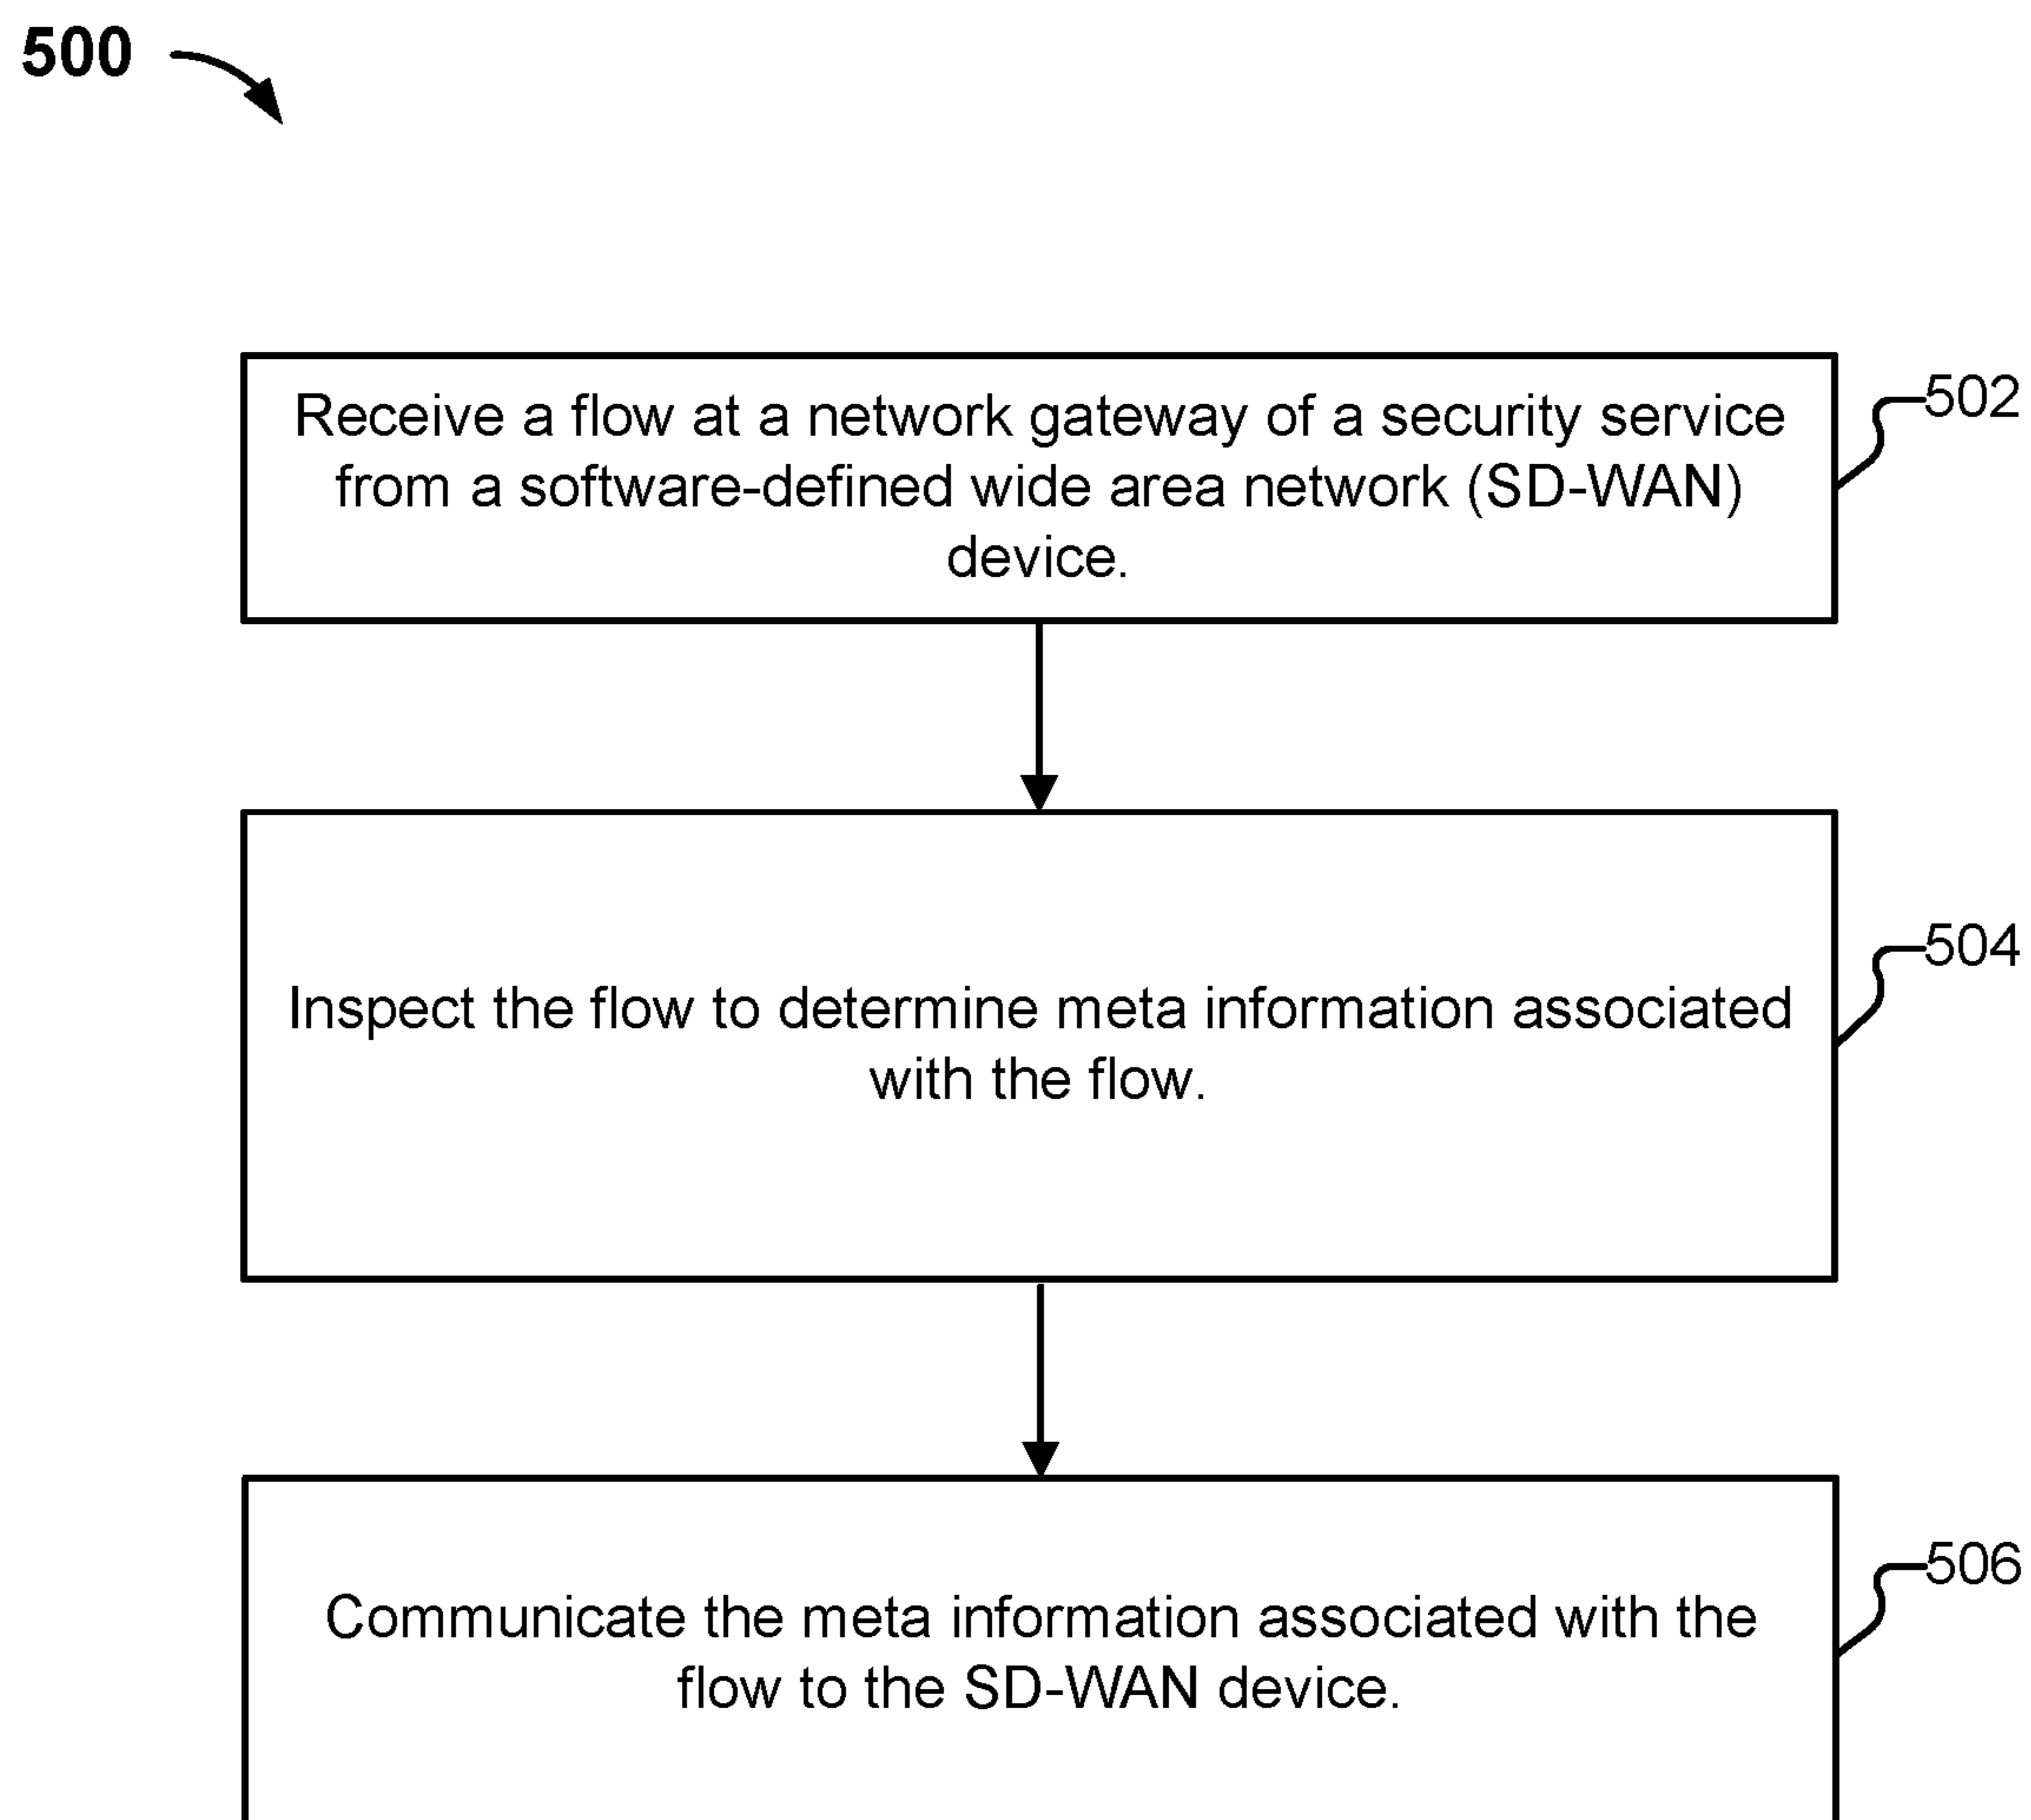 500
Receive a flow at a network gateway of a security service
from a software-defined wide area network (SD-WAN)
device.
502
Inspect the flow to determine meta information associated
with the flow.
504
Communicate the meta information associated with the
flow to the SD-WAN device.
506